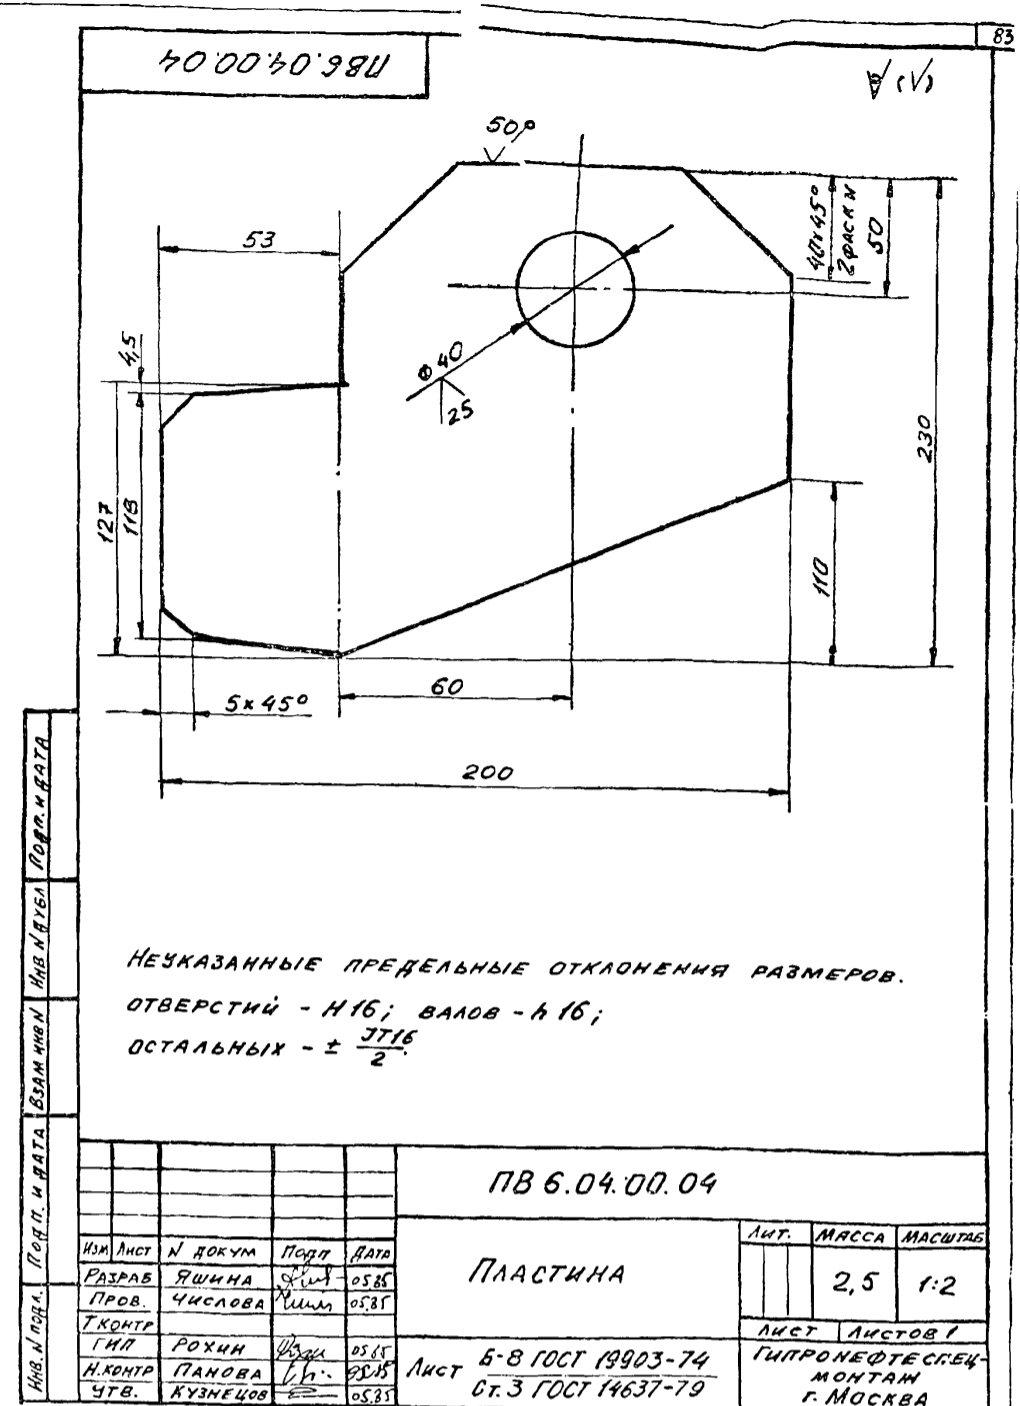 83
ПВ6.04.00.04
(√)
50
53
40х45°
2 фаски
50
4,5
Ø40
25
230
127
118
110
60
5х45°
200
Неуказанные предельные отклонения размеров.
отверстий - Н16; валов - h16;
остальных - ± JT16
2
Подп. и дата
Инв N дубл
Взам инв N
Подп. и дата
Инв. N подл.
ПВ 6.04.00.04
Изм Лист N докум Подп Дата
Разраб Яшина 05.85
Пров. Числова 05.85
Т контр
ГИП Рохин 05.85
Н.контр Панова 05.85
Утв. Кузнецов 05.85
Пластина
Лит. Масса Масштаб
2,5 1:2
Лист Листов 1
Лист Б-8 ГОСТ 19903-74
Ст.3 ГОСТ 14637-79
Гипронефтеспец-
монтаж
г. Москва